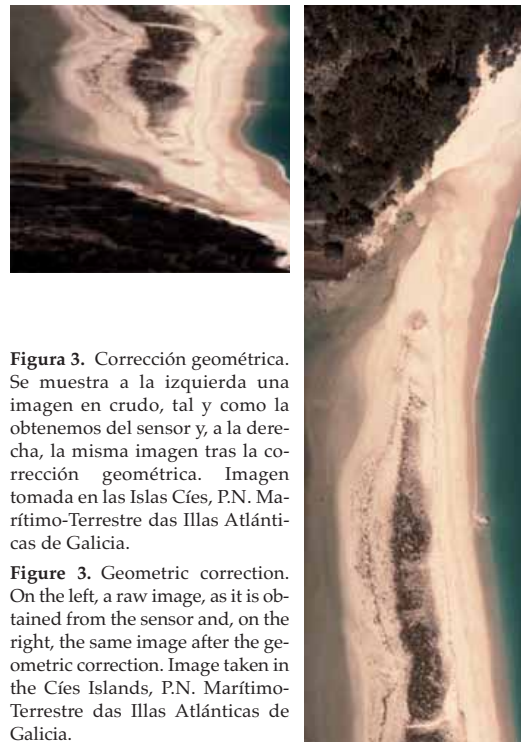 Figura 3. Corrección geométrica.
Se muestra a la izquierda una
imagen en crudo, tal y como la
obtenemos del sensor y, a la dere-
cha, la misma imagen tras la co-
rrección geométrica. Imagen
tomada en las Islas Cíes, P.N. Ma-
rítimo-Terrestre das Illas Atlánti-
cas de Galicia.
Figure 3. Geometric correction.
On the left, a raw image, as it is ob-
tained from the sensor and, on the
right, the same image after the ge-
ometric correction. Image taken in
the Cíes Islands, P.N. Marítimo-
Terrestre das Illas Atlánticas de
Galicia.